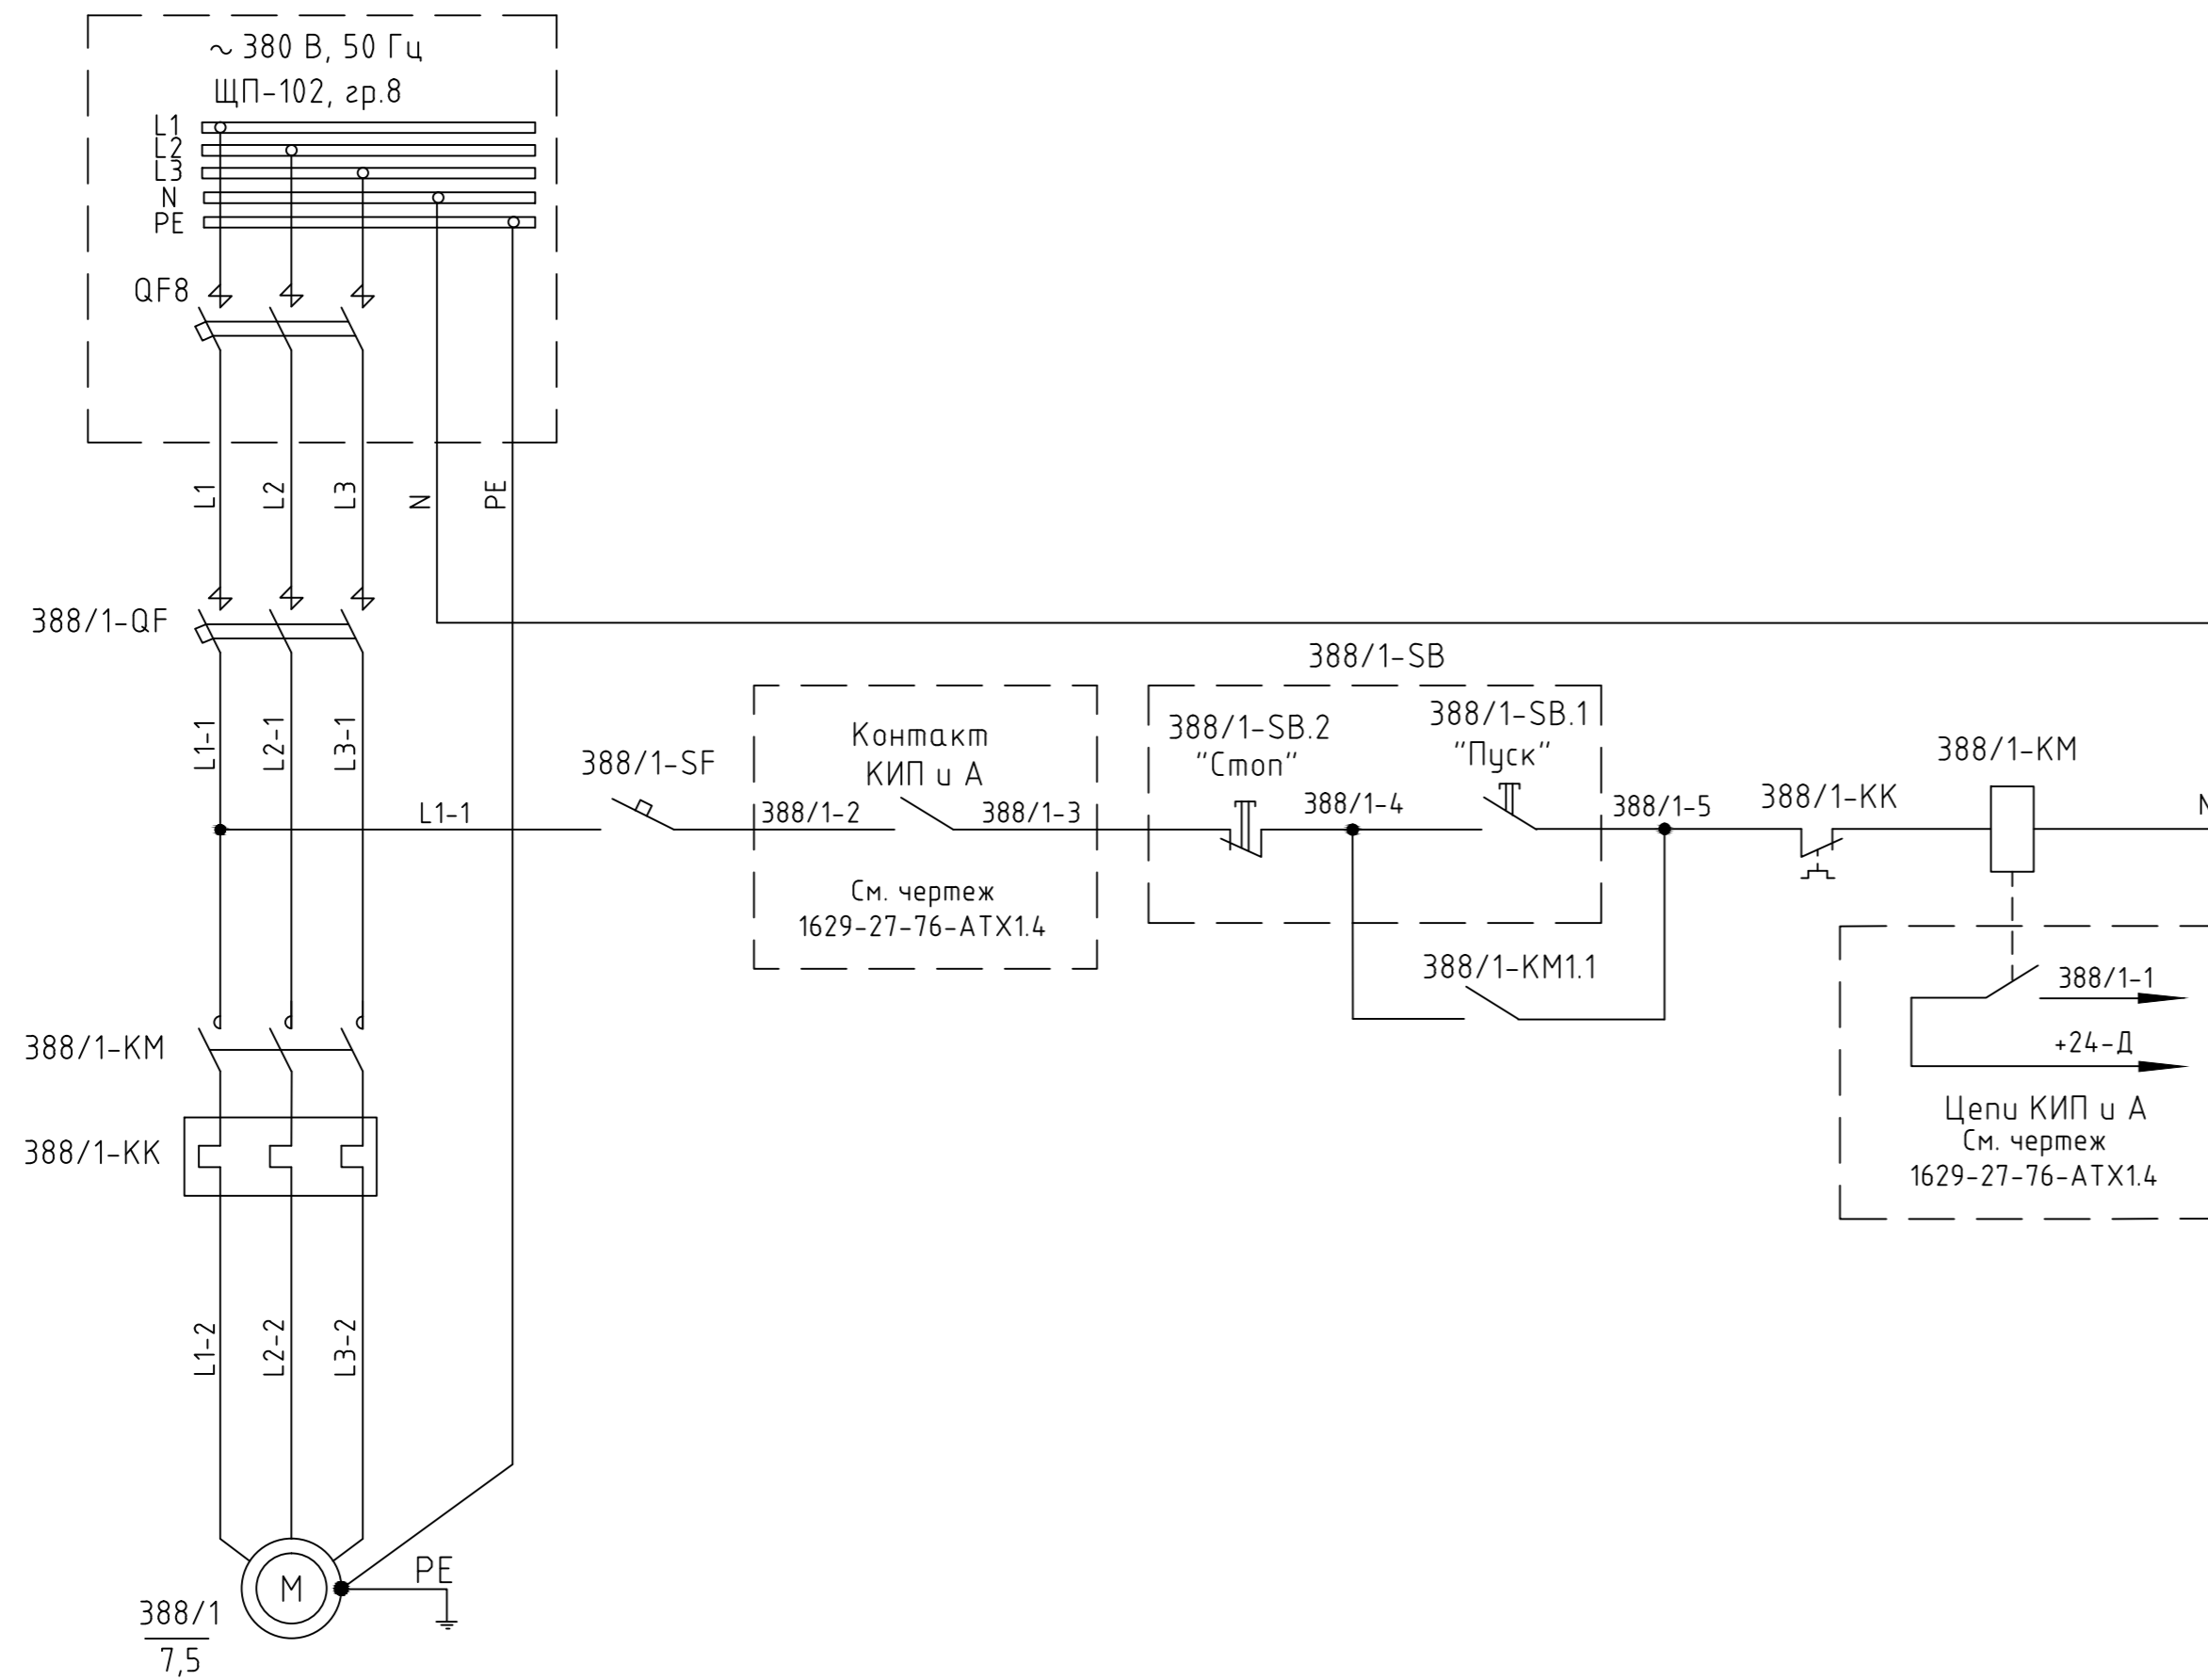 ~ 380 В, 50 Гц
ЩП-102, гр.8
L1
L2
L3
N
PE
QF8
L1
L2
L3
N
PE
388/1-QF
388/1-SB
L1-1
L2-1
L3-1
388/1-SF
Контакт
КИП и А
388/1-SB.2
"Стоп"
388/1-SB.1
"Пуск"
388/1-KM
L1-1
388/1-2
388/1-3
388/1-4
388/1-5
388/1-KK
N
См. чертеж
1629-27-76-АТХ1.4
388/1-KM1.1
388/1-1
+24-Д
Цепи КИП и А
См. чертеж
1629-27-76-АТХ1.4
388/1-KM
388/1-KK
L1-2
L2-2
L3-2
M
PE
388/1
7,5